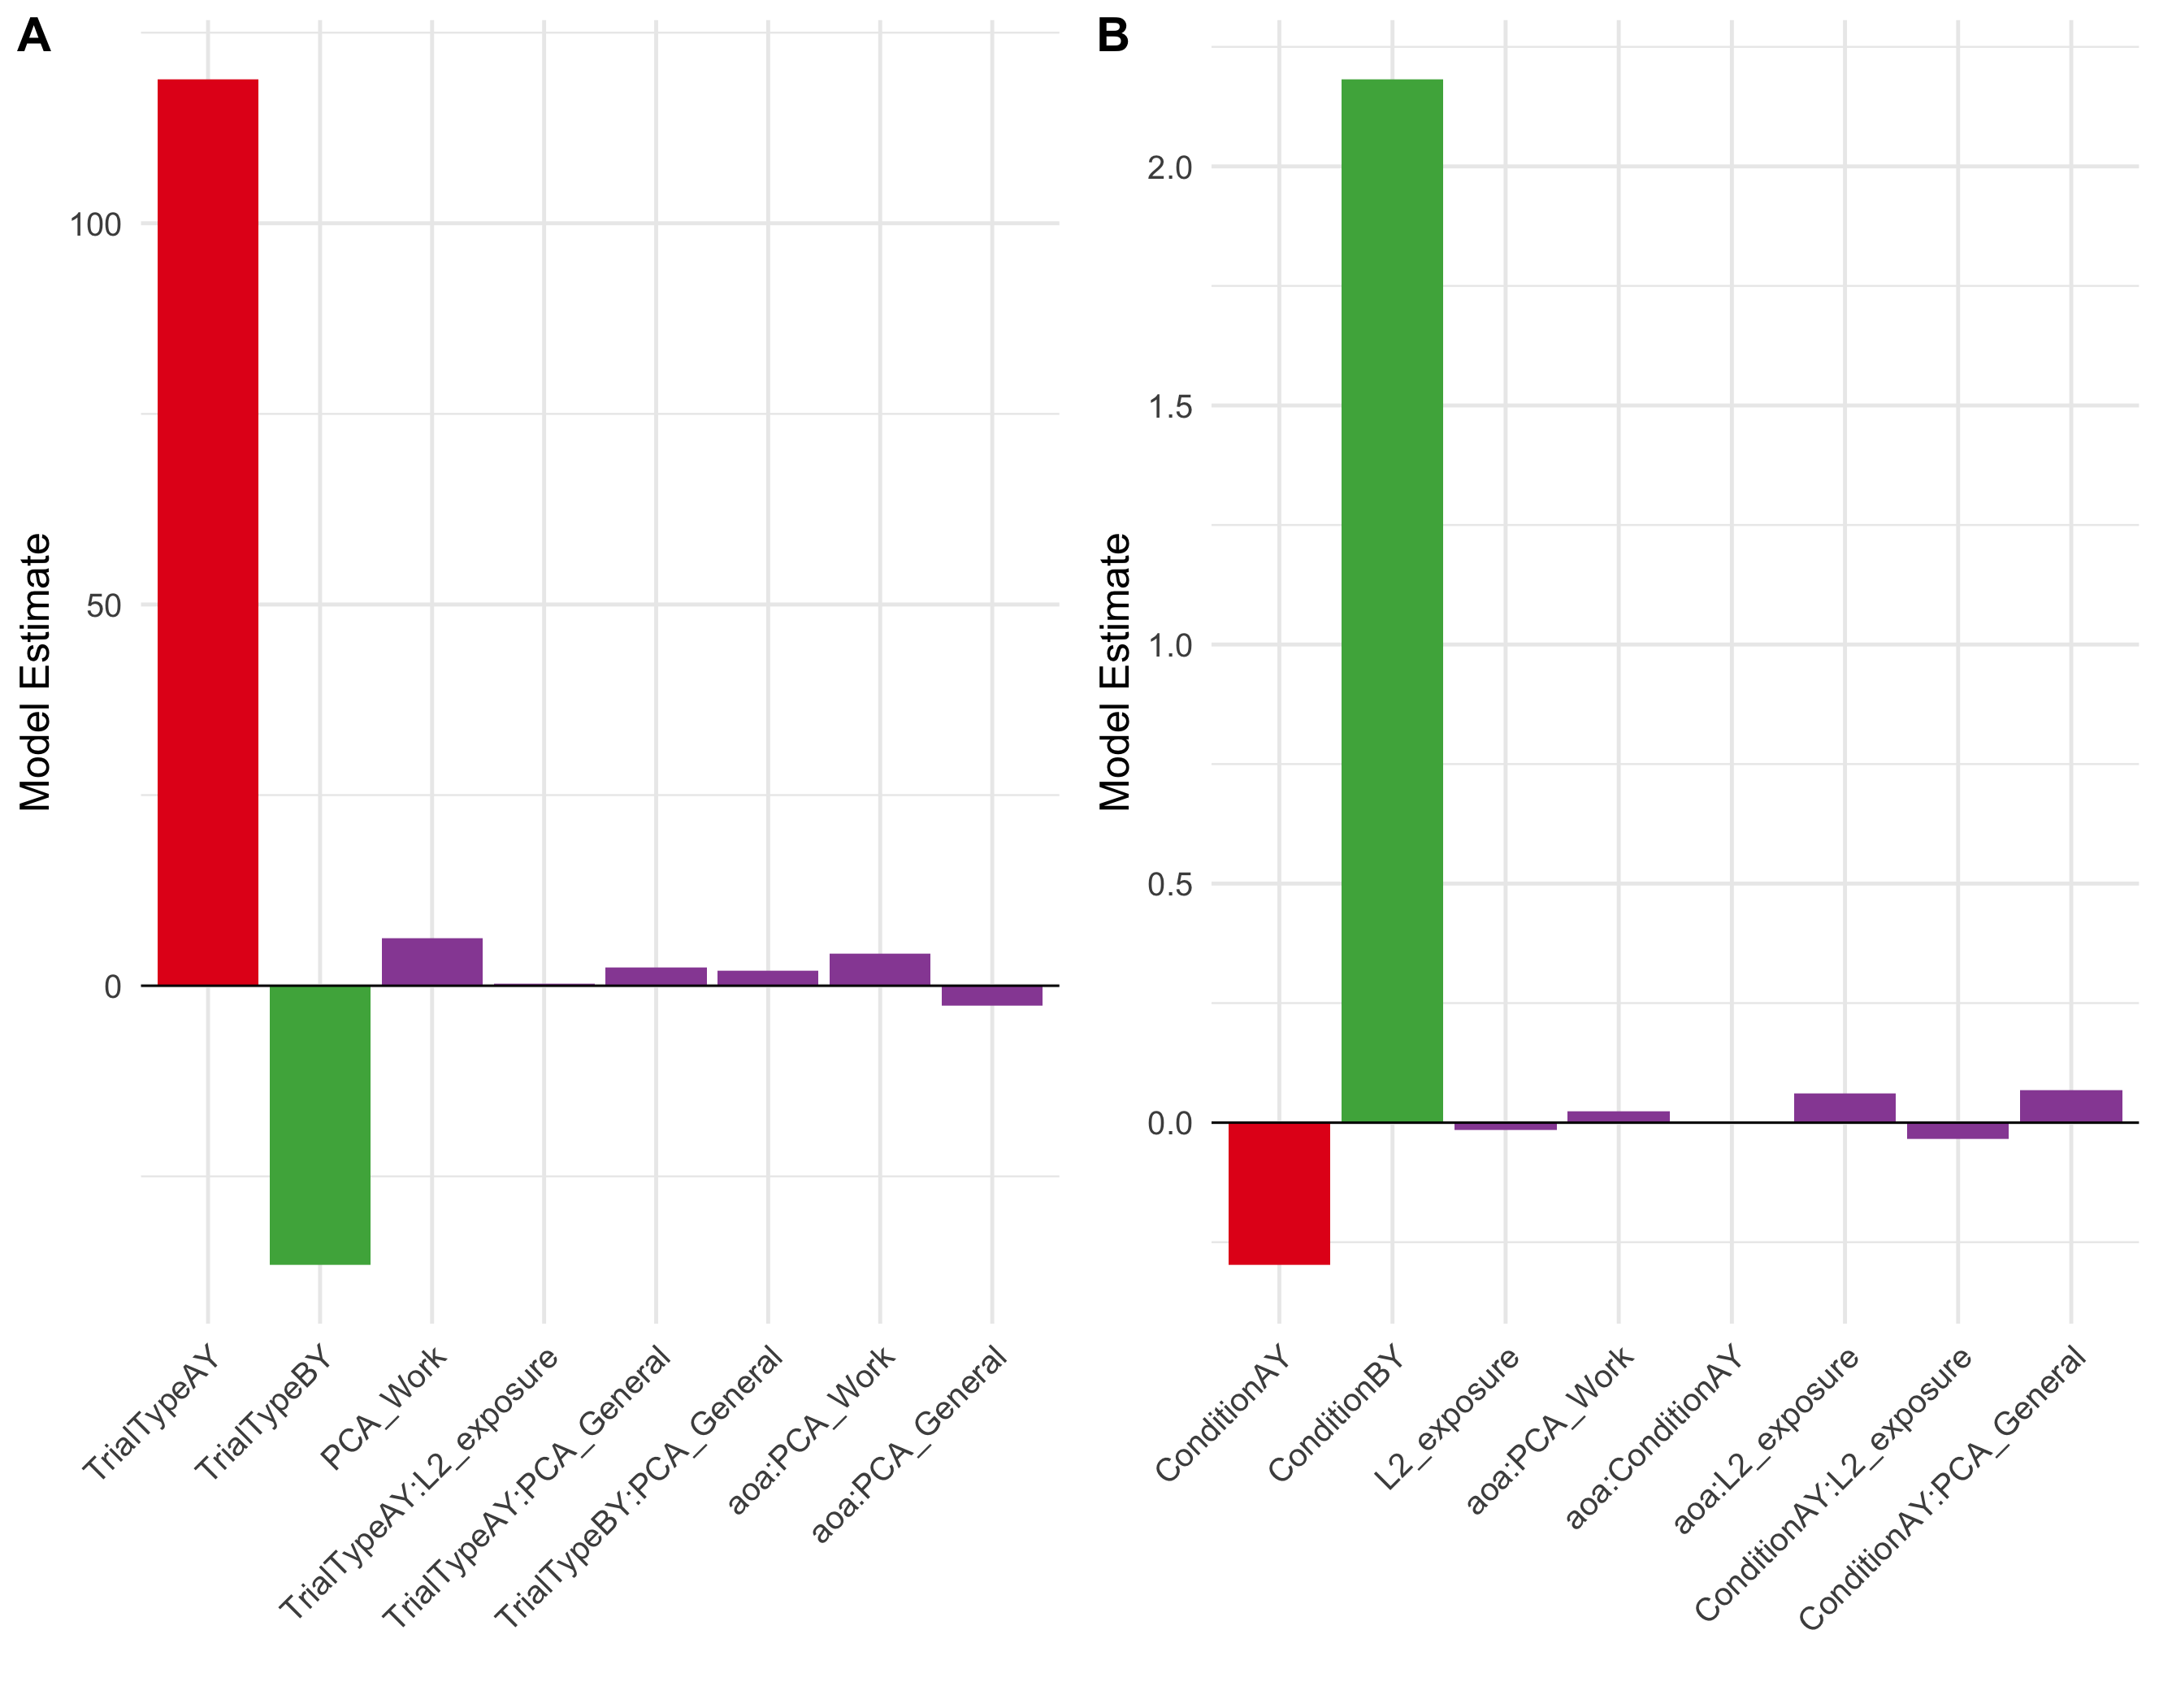 A
Model Estimate
100
50
0
TrialTypeAY
TrialTypeBY
PCA_Work
TrialTypeAY:L2_exposure
TrialTypeAY:PCA_General
TrialTypeBY:PCA_General
aoa:PCA_Work
aoa:PCA_General
B
Model Estimate
2.0
1.5
1.0
0.5
0.0
ConditionAY
ConditionBY
L2_exposure
aoa:PCA_Work
aoa:ConditionAY
aoa:L2_exposure
ConditionAY:L2_exposure
ConditionAY:PCA_General